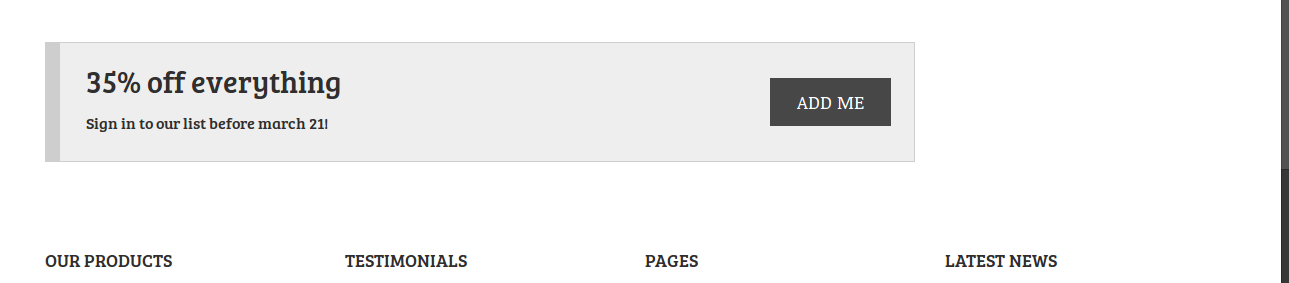 35% off everything
Sign in to our list before march 21!
ADD ME
OUR PRODUCTS
TESTIMONIALS
PAGES
LATEST NEWS